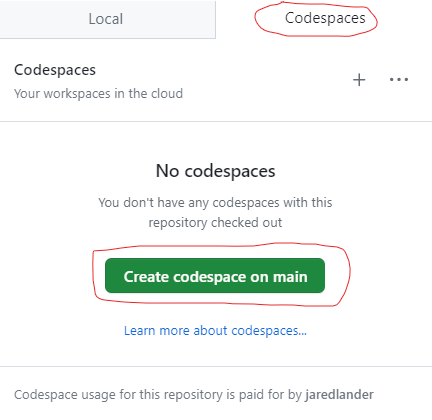 Local
Codespaces
Codespaces
Your workspaces in the cloud
No codespaces
You don't have any codespaces with this
repository checked out
Create codespace on main
Learn more about codespaces...
Codespace usage for this repository is paid for by jaredlander